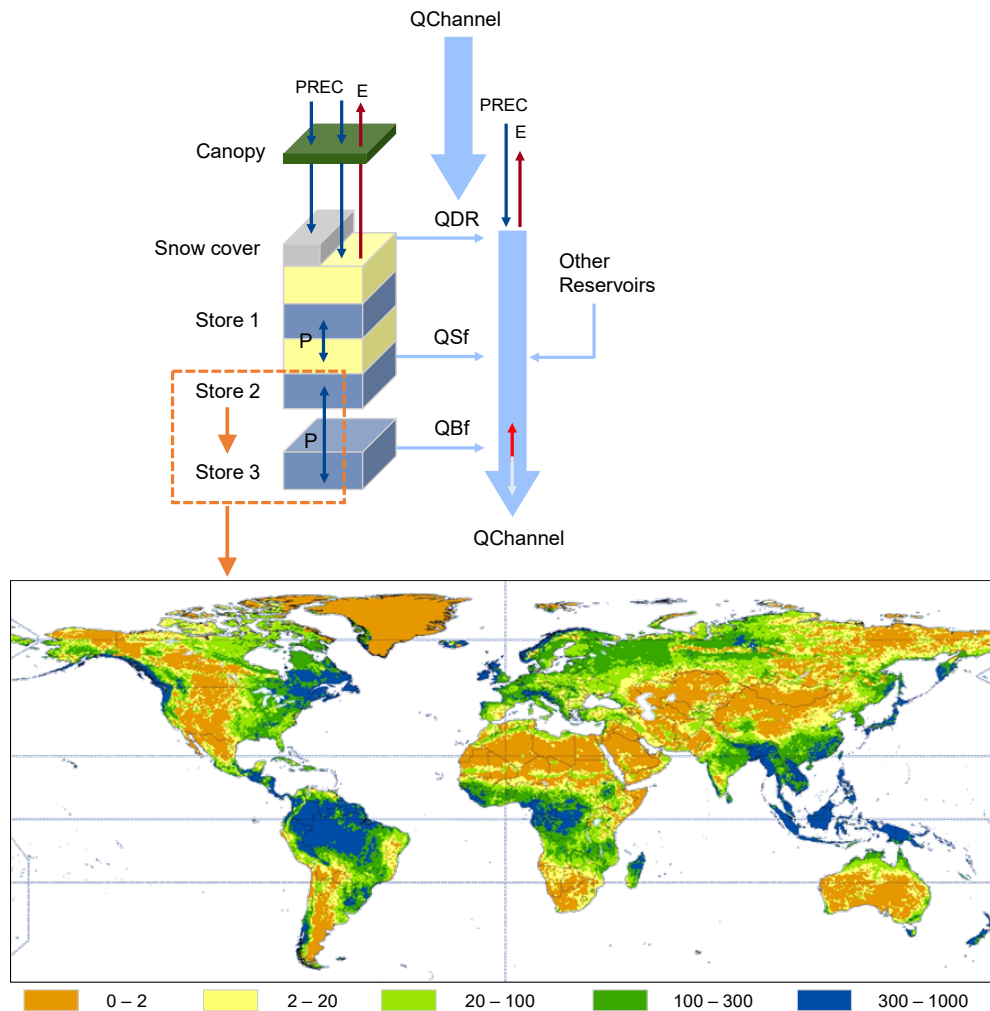 QChannel
PREC
E
PREC
E
Canopy
QDR
Snow cover
Other
Reservoirs
Store 1
P
QSf
Store 2
QBf
P
Store 3
QChannel
0 – 2
2 – 20
20 – 100
100 – 300
300 – 1000